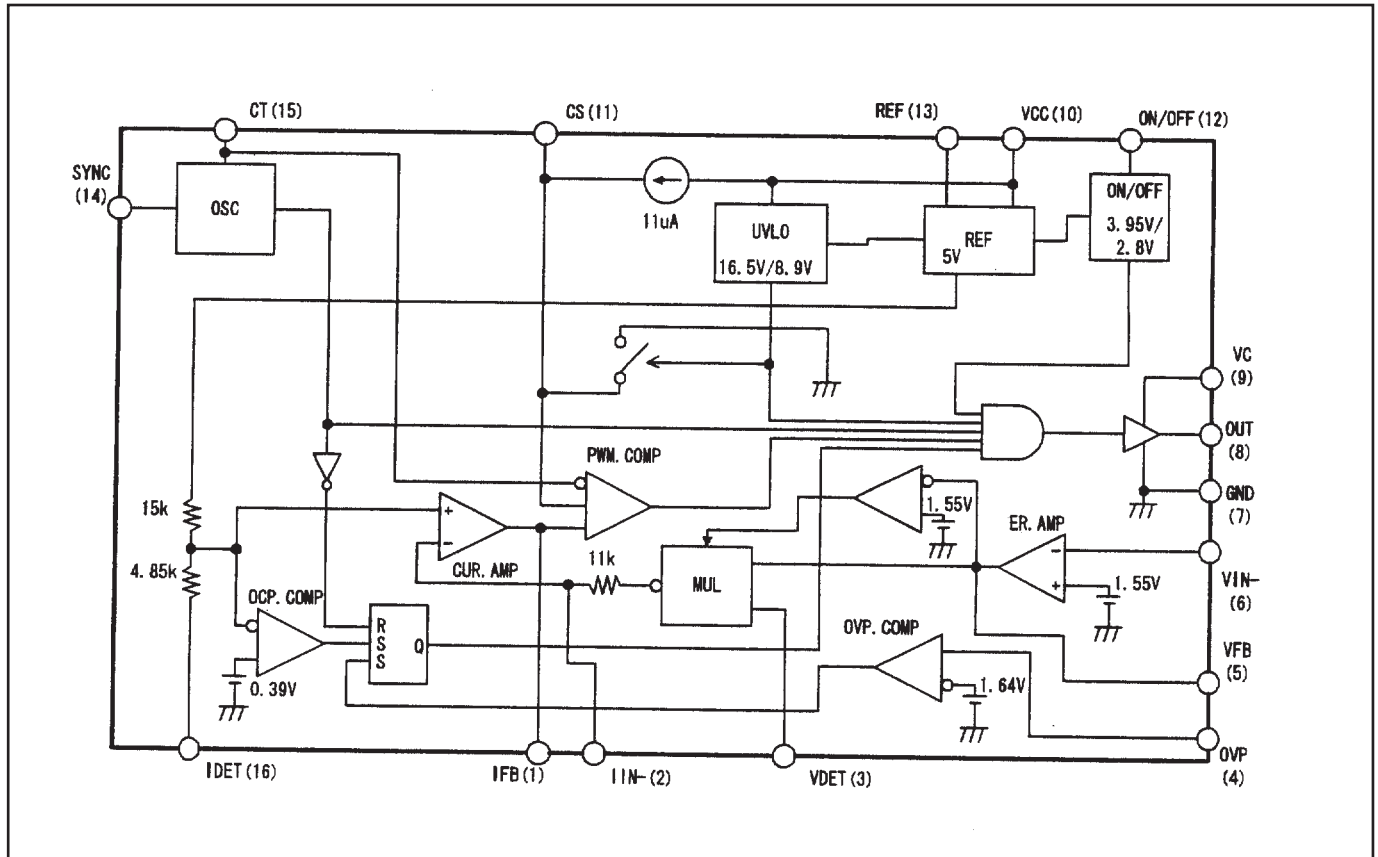 CT (15)
CS (11)
REF (13)
VCC (10)
ON/OFF (12)
SYNC
(14)
OSC
11uA
UVLO
16. 5V/8. 9V
REF
5V
ON/OFF
3. 95V/
2. 8V
VC
(9)
OUT
(8)
GND
(7)
PWM. COMP
15k
4. 85k
+
-
CUR. AMP
11k
MUL
1. 55V
ER. AMP
-
+
1. 55V
VIN-
(6)
OCP. COMP
0. 39V
R
S
S
Q
OVP. COMP
1. 64V
VFB
(5)
OVP
(4)
IDET (16)
IFB (1)
IIN- (2)
VDET (3)